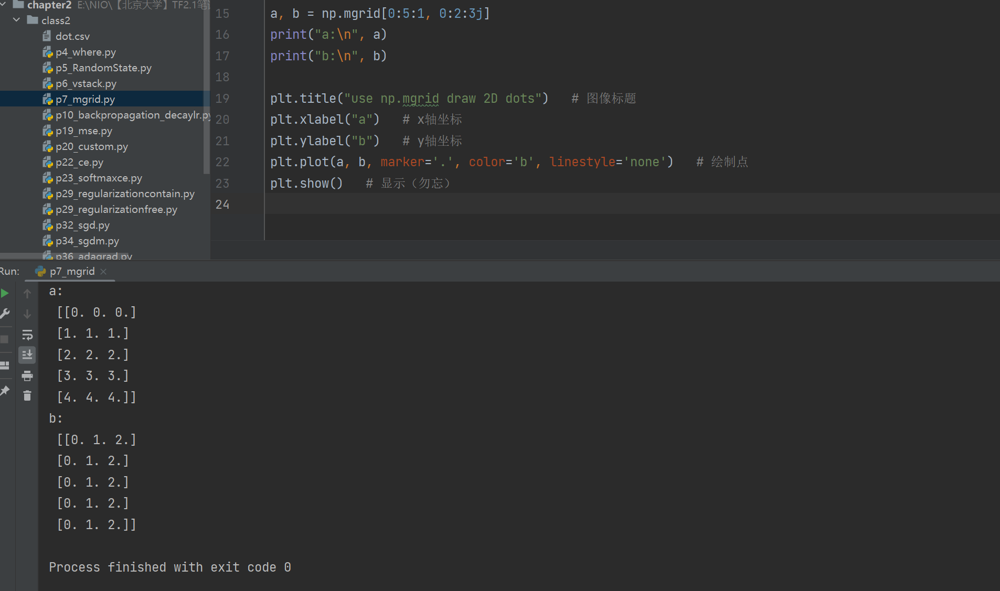 chapter2 E:\NIO\【北京大学】TF2.1笔
class2
dot.csv
p4_where.py
p5_RandomState.py
p6_vstack.py
p7_mgrid.py
p10_backpropagation_decaylr.py
p19_mse.py
p20_custom.py
p22_ce.py
p23_softmaxce.py
p29_regularizationcontain.py
p29_regularizationfree.py
p32_sgd.py
p34_sgdm.py
p36_adagrad.py
15 a, b = np.mgrid[0:5:1, 0:2:3j]
16 print("a:\n", a)
17 print("b:\n", b)
18
19 plt.title("use np.mgrid draw 2D dots")   # 图像标题
20 plt.xlabel("a")   # x轴坐标
21 plt.ylabel("b")   # y轴坐标
22 plt.plot(a, b, marker='.', color='b', linestyle='none')   # 绘制点
23 plt.show()   # 显示（勿忘）
24
Run: p7_mgrid
a:
[[0. 0. 0.]
[1. 1. 1.]
[2. 2. 2.]
[3. 3. 3.]
[4. 4. 4.]]
b:
[[0. 1. 2.]
[0. 1. 2.]
[0. 1. 2.]
[0. 1. 2.]
[0. 1. 2.]]
Process finished with exit code 0